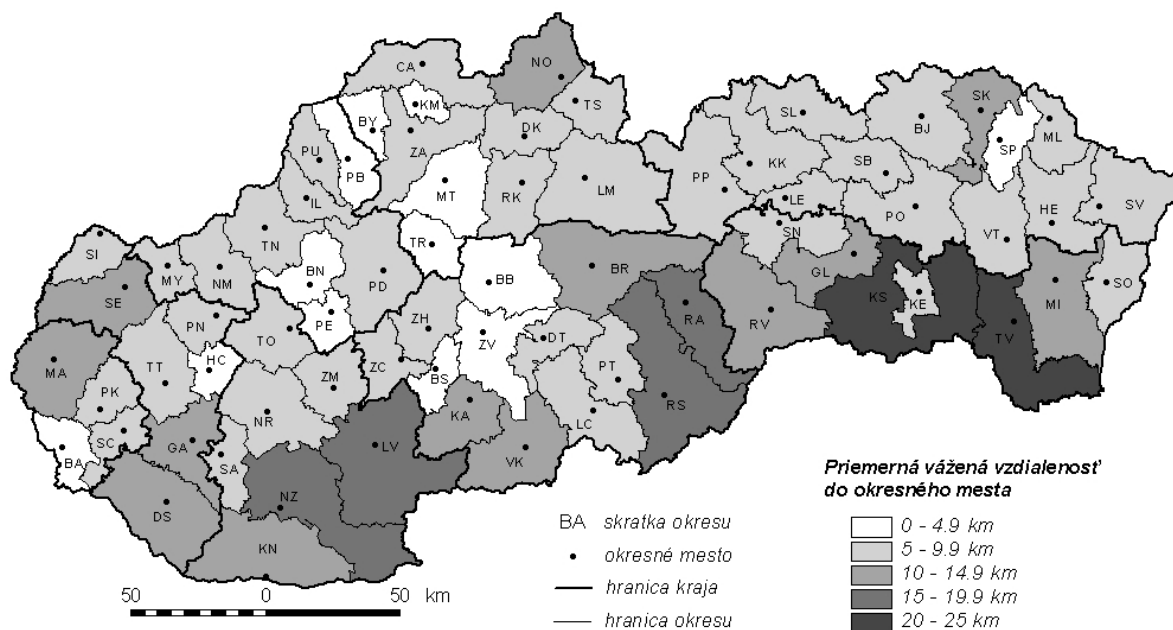 CA
NO
KM
TS
BY
DK
PU
ZA
PB
IL
MT
RK
LM
TN
TR
SI
MY
NM
BN
PD
BB
BR
SE
PN
PE
TO
ZH
ZV
DT
RA
MA
TT
HC
ZM
ZC
BS
PT
RS
PK
NR
KA
LC
SC
GA
SA
LV
VK
BA
DS
NZ
KN
SL
SK
BJ
SP
ML
KK
SB
PP
LE
PO
HE
SV
SN
VT
GL
KS
KE
MI
SO
RV
TV
Priemerná vážená vzdialenosť
do okresného mesta
0 - 4.9 km
5 - 9.9 km
10 - 14.9 km
15 - 19.9 km
20 - 25 km
BA skratka okresu
okresné mesto
hranica kraja
hranica okresu
50 0 50 km